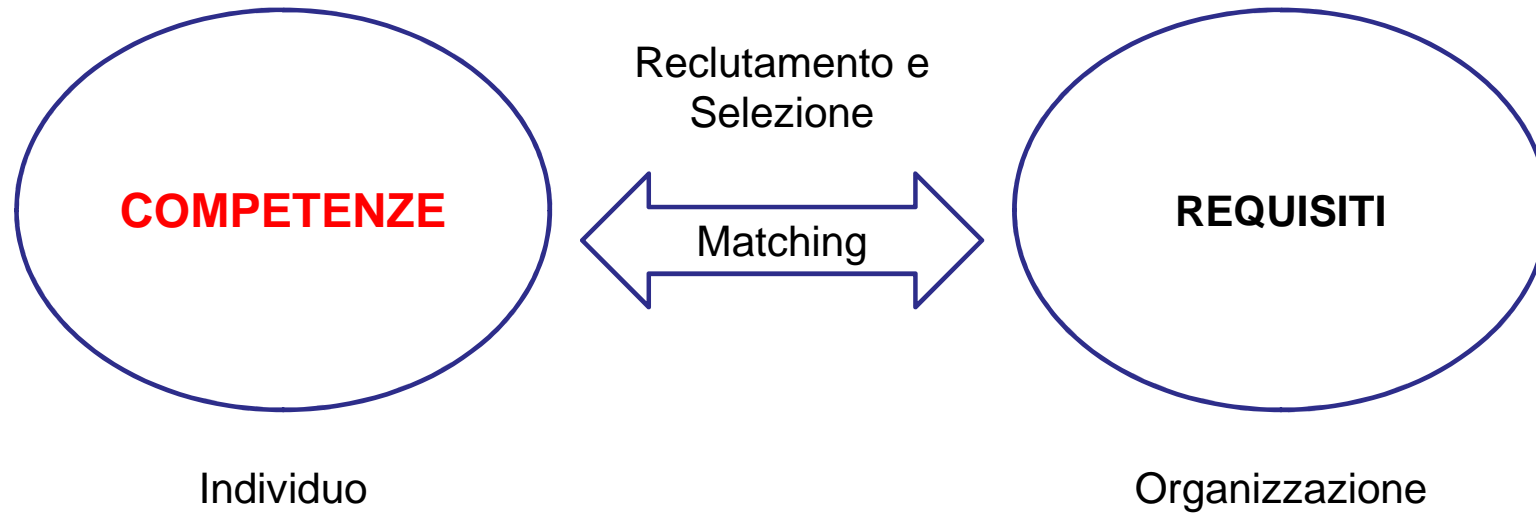 Reclutamento e
Selezione
COMPETENZE
Matching
REQUISITI
Individuo
Organizzazione